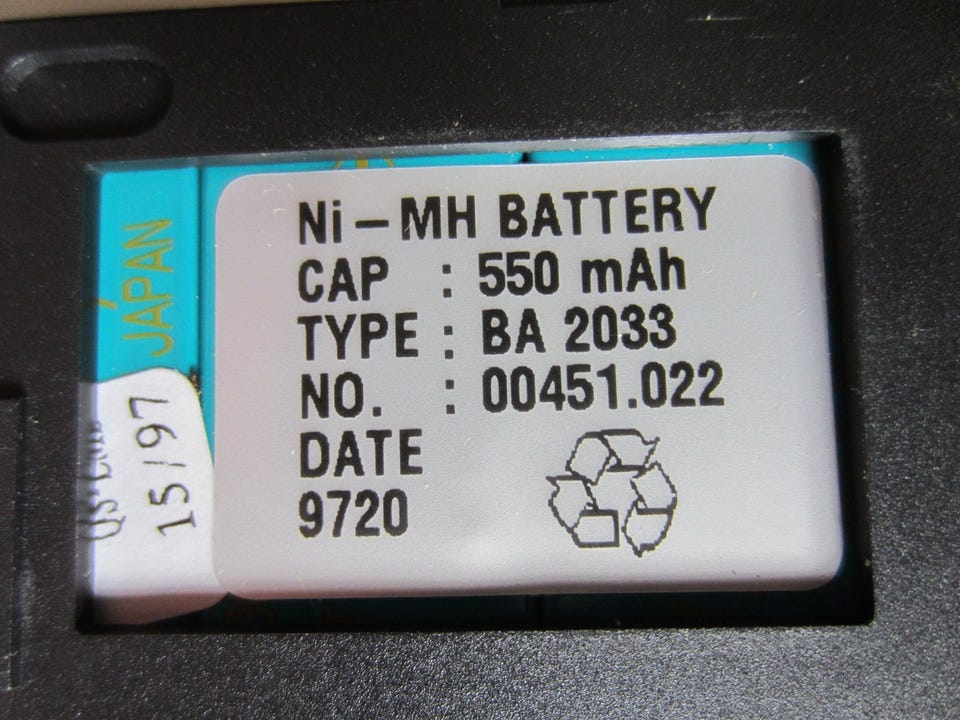 Ni-MH BATTERY
CAP : 550 mAh
TYPE : BA 2033
NO. : 00451.022
DATE
9720
JAPAN
15/97